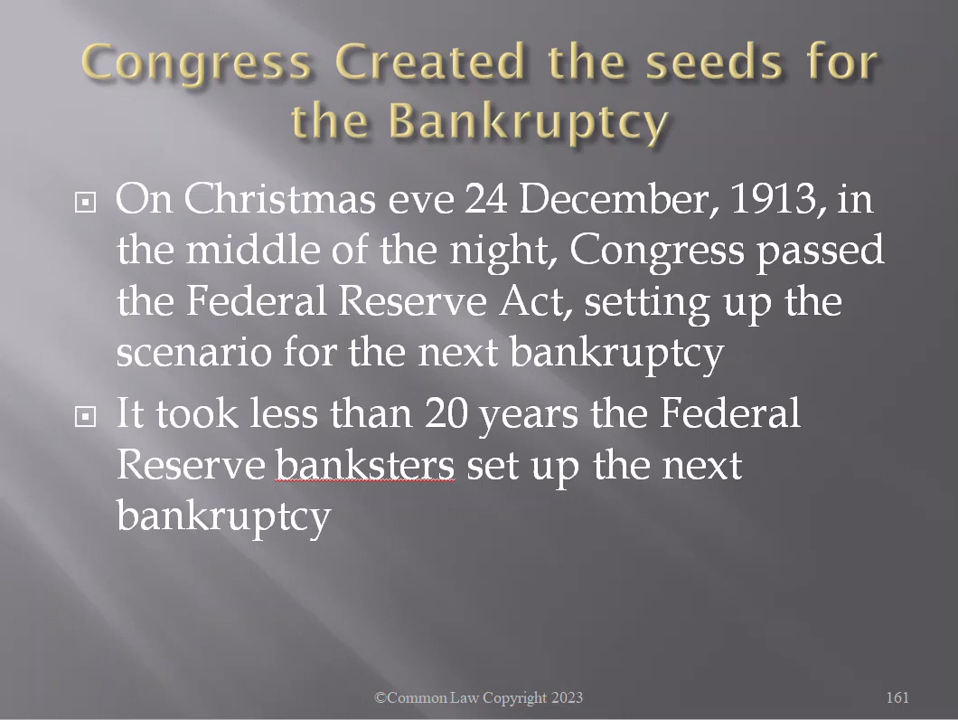 Congress Created the seeds for
the Bankruptcy
On Christmas eve 24 December, 1913, in
the middle of the night, Congress passed
the Federal Reserve Act, setting up the
scenario for the next bankruptcy
It took less than 20 years the Federal
Reserve banksters set up the next
bankruptcy
©Common Law Copyright 2023
161